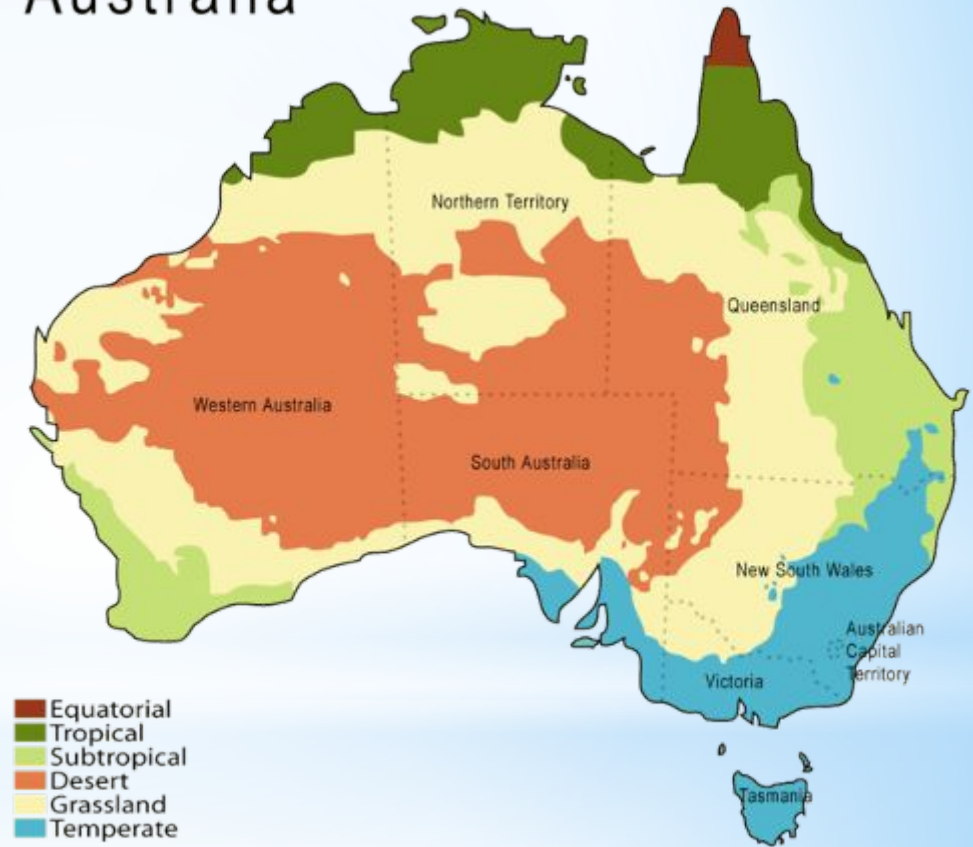 Australia
Northern Territory
Queensland
Western Australia
South Australia
New South Wales
Australian
Capital
Territory
Victoria
Tasmania
Equatorial
Tropical
Subtropical
Desert
Grassland
Temperate